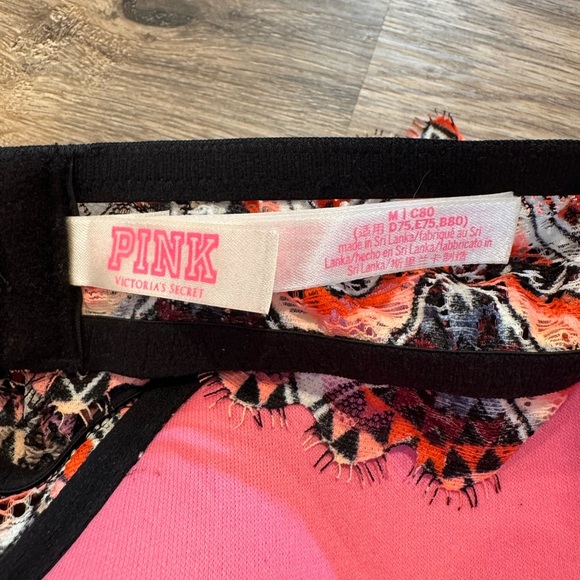 PINK
VICTORIA'S SECRET
M | C80
(适用 D75,E75,B80)
made in Sri Lanka/fabriqué au Sri
Lanka/hecho en Sri Lanka/fabbricato in
Sri Lanka/斯里兰卡制造